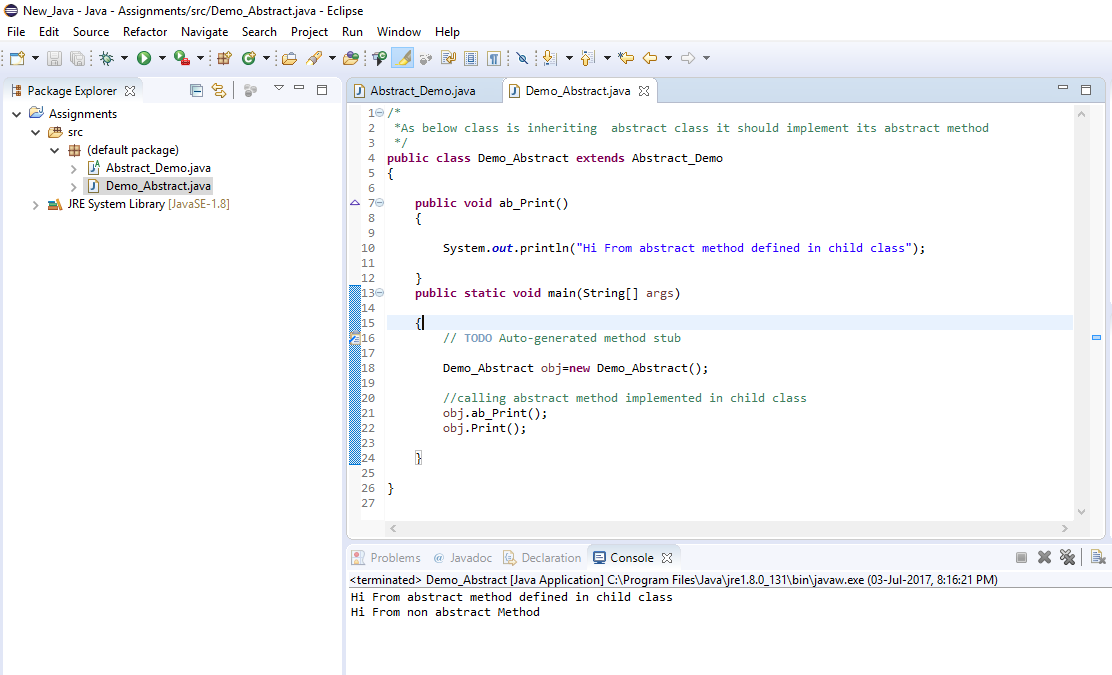 New_Java - Java - Assignments/src/Demo_Abstract.java - Eclipse
File Edit Source Refactor Navigate Search Project Run Window Help
Package Explorer
Assignments
src
(default package)
Abstract_Demo.java
Demo_Abstract.java
JRE System Library [JavaSE-1.8]
Abstract_Demo.java Demo_Abstract.java
1 /*
2  *As below class is inheriting  abstract class it should implement its abstract method
3  */
4 public class Demo_Abstract extends Abstract_Demo
5 {
6
7     public void ab_Print()
8     {
9
10         System.out.println("Hi From abstract method defined in child class");
11
12     }
13     public static void main(String[] args)
14
15     {
16         // TODO Auto-generated method stub
17
18         Demo_Abstract obj=new Demo_Abstract();
19
20         //calling abstract method implemented in child class
21         obj.ab_Print();
22         obj.Print();
23
24     }
25
26 }
27
Problems @ Javadoc Declaration Console
<terminated> Demo_Abstract [Java Application] C:\Program Files\Java\jre1.8.0_131\bin\javaw.exe (03-Jul-2017, 8:16:21 PM)
Hi From abstract method defined in child class
Hi From non abstract Method